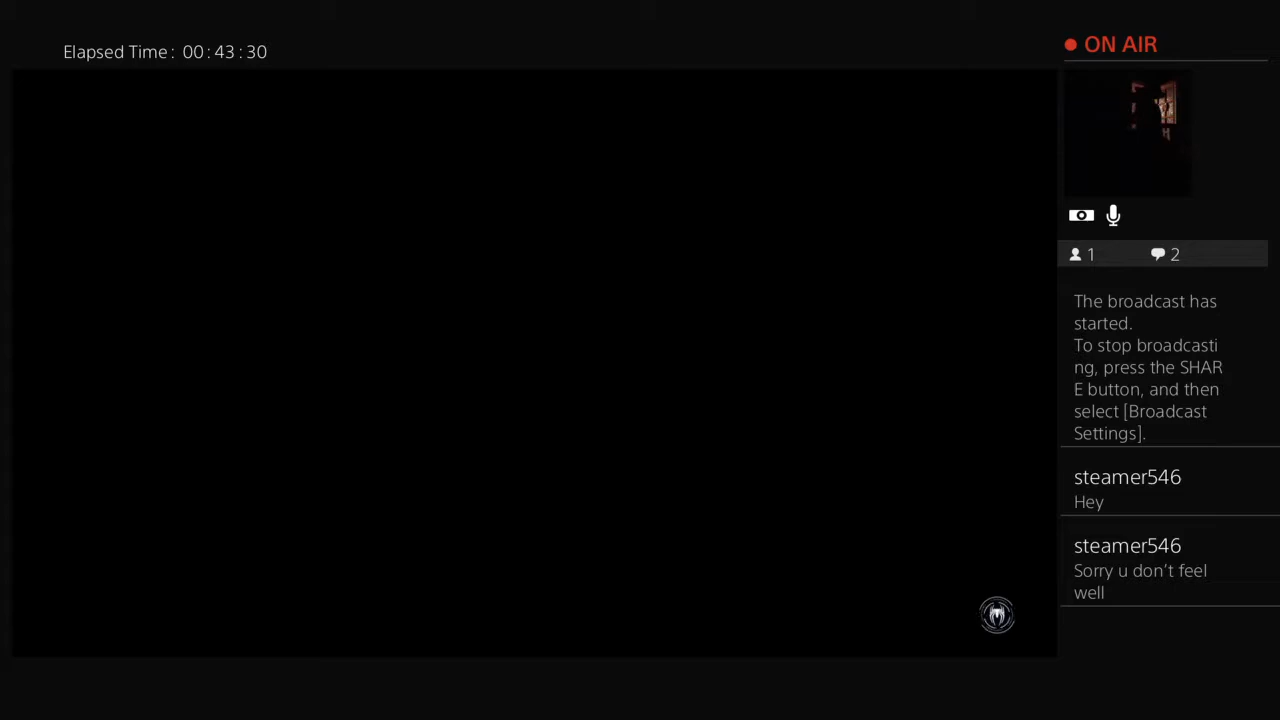 Elapsed Time: 00:43:30
ON AIR
1 2
The broadcast has
started.
To stop broadcasti
ng, press the SHAR
E button, and then
select [Broadcast
Settings].
steamer546
Hey
steamer546
Sorry u don't feel
well